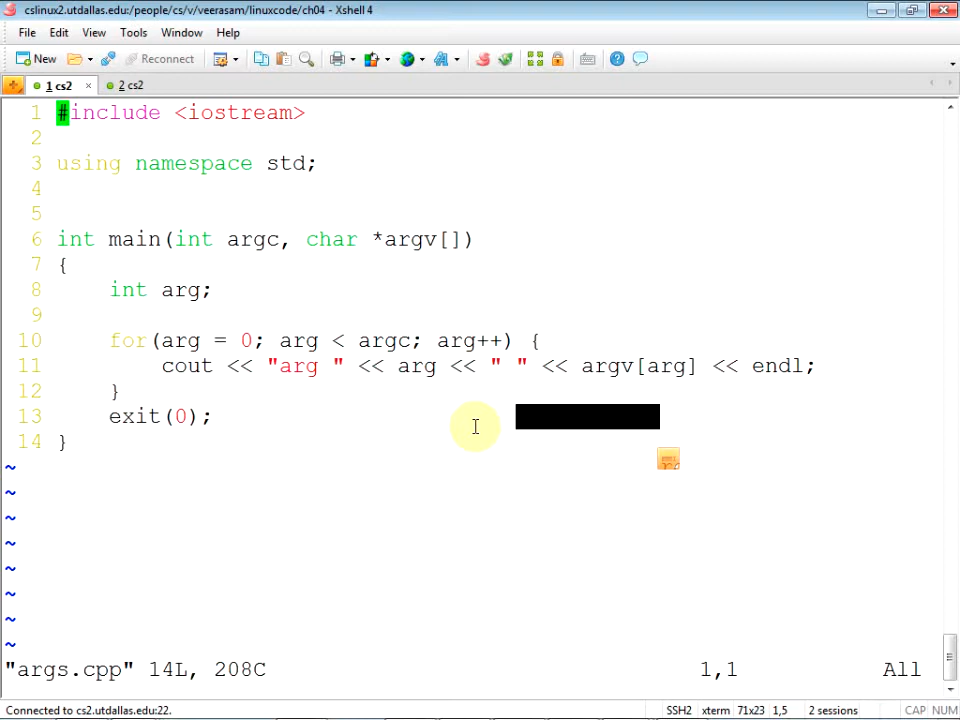 cslinux2.utdallas.edu:/people/cs/v/veerasam/linuxcode/ch04 - Xshell 4
File Edit View Tools Window Help
New Reconnect
1 cs2 × 2 cs2
1 #include <iostream>
2
3 using namespace std;
4
5
6 int main(int argc, char *argv[])
7 {
8     int arg;
9
10     for(arg = 0; arg < argc; arg++) {
11         cout << "arg " << arg << " " << argv[arg] << endl;
12     }
13     exit(0);
14 }
~
~
~
~
~
~
~
~
"args.cpp" 14L, 208C 1,1 All
Connected to cs2.utdallas.edu:22. SSH2 xterm 71x23 1,5 2 sessions CAP NUM